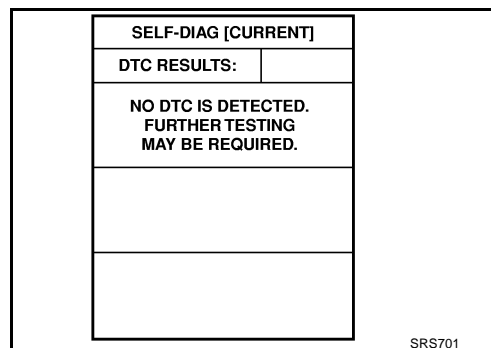 SELF-DIAG [CURRENT]
DTC RESULTS:
NO DTC IS DETECTED.
FURTHER TESTING
MAY BE REQUIRED.
SRS701